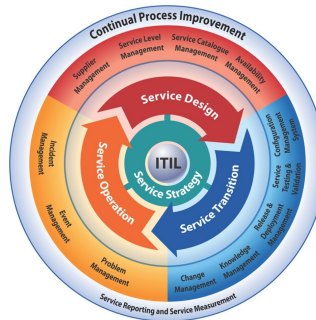 Continual Process Improvement
Supplier
Management
Service Level
Management
Service Catalogue
Management
Availability
Management
System
Configuration
Management
Service
Testing &
Validation
Release &
Deployment
Management
Knowledge
Management
Change
Management
Problem
Management
Event
Management
Incident
Management
Service Design
Service Transition
Service Operation
Service Strategy
ITIL
Service Reporting and Service Measurement